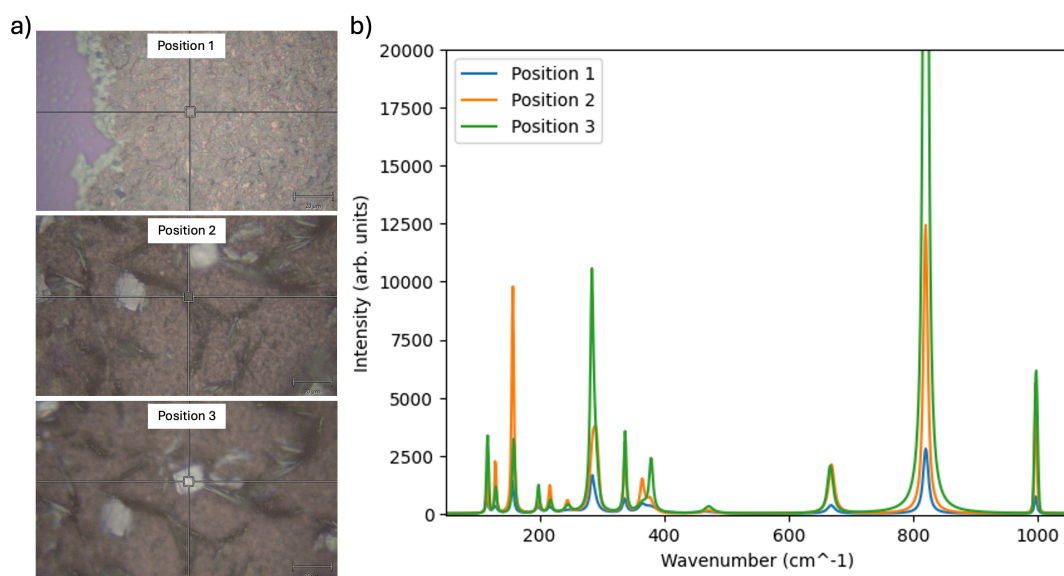 a)
Position 1
Position 2
Position 3
b)
20000
17500
15000
12500
10000
7500
5000
2500
0
Intensity (arb. units)
Position 1
Position 2
Position 3
200
400
600
800
1000
Wavenumber (cm^-1)